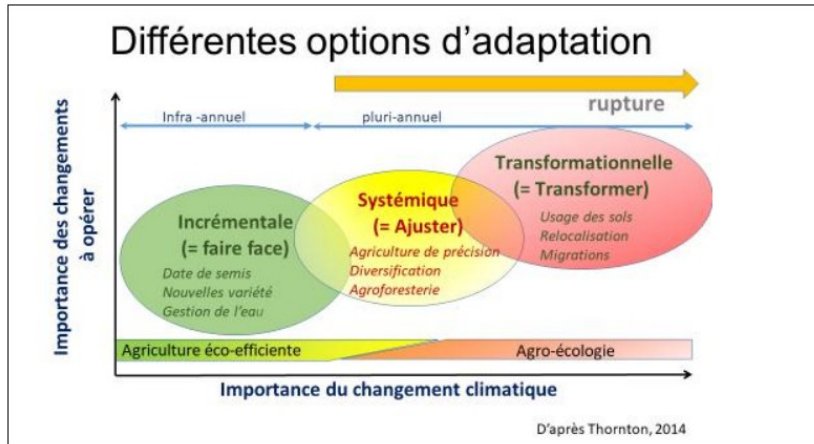 Différentes options d'adaptation
rupture
Infra -annuel
pluri-annuel
Importance des changements
à opérer
Incrémentale
(= faire face)
Date de semis
Nouvelles variété
Gestion de l'eau
Systémique
(= Ajuster)
Agriculture de précision
Diversification
Agroforesterie
Transformationnelle
(= Transformer)
Usage des sols
Relocalisation
Migrations
Agriculture éco-efficiente
Agro-écologie
Importance du changement climatique
D'après Thornton, 2014